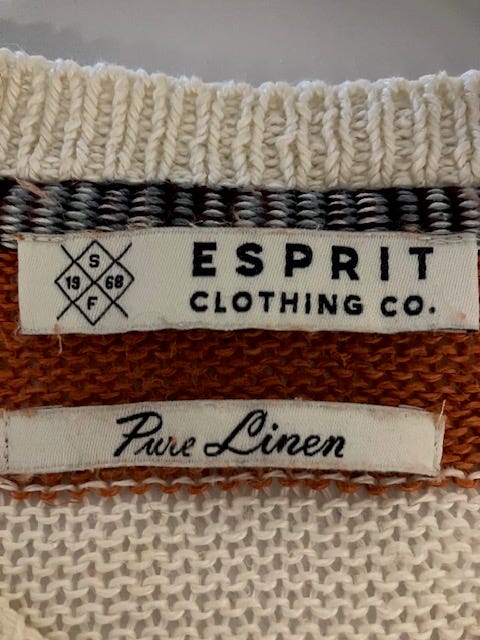 S
19 68
F
ESPRIT
CLOTHING CO.
Pure Linen